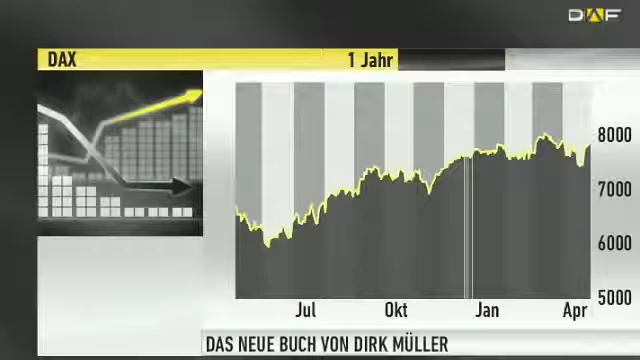 DAF
DAX 1 Jahr
8000
7000
6000
5000
Jul Okt Jan Apr
DAS NEUE BUCH VON DIRK MÜLLER